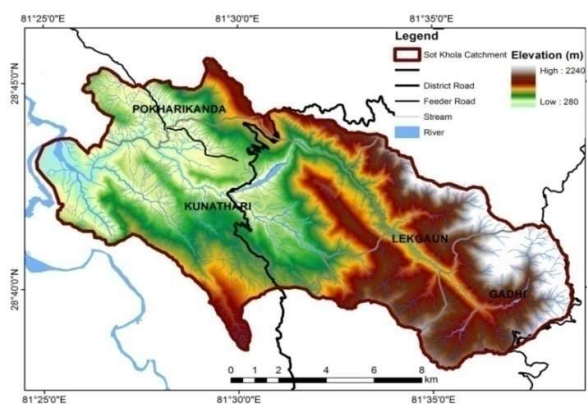 81°25'0"E 81°30'0"E 81°35'0"E
Legend
Sot Khola Catchment
District Road
Feeder Road
Stream
River
Elevation (m)
High : 2240
Low : 280
28°45'0"N
28°40'0"N
POKHARIKANDA
KUNATHARI
LEKGAUN
GADHI
0 1 2 4 6 8
km
81°25'0"E 81°30'0"E 81°35'0"E